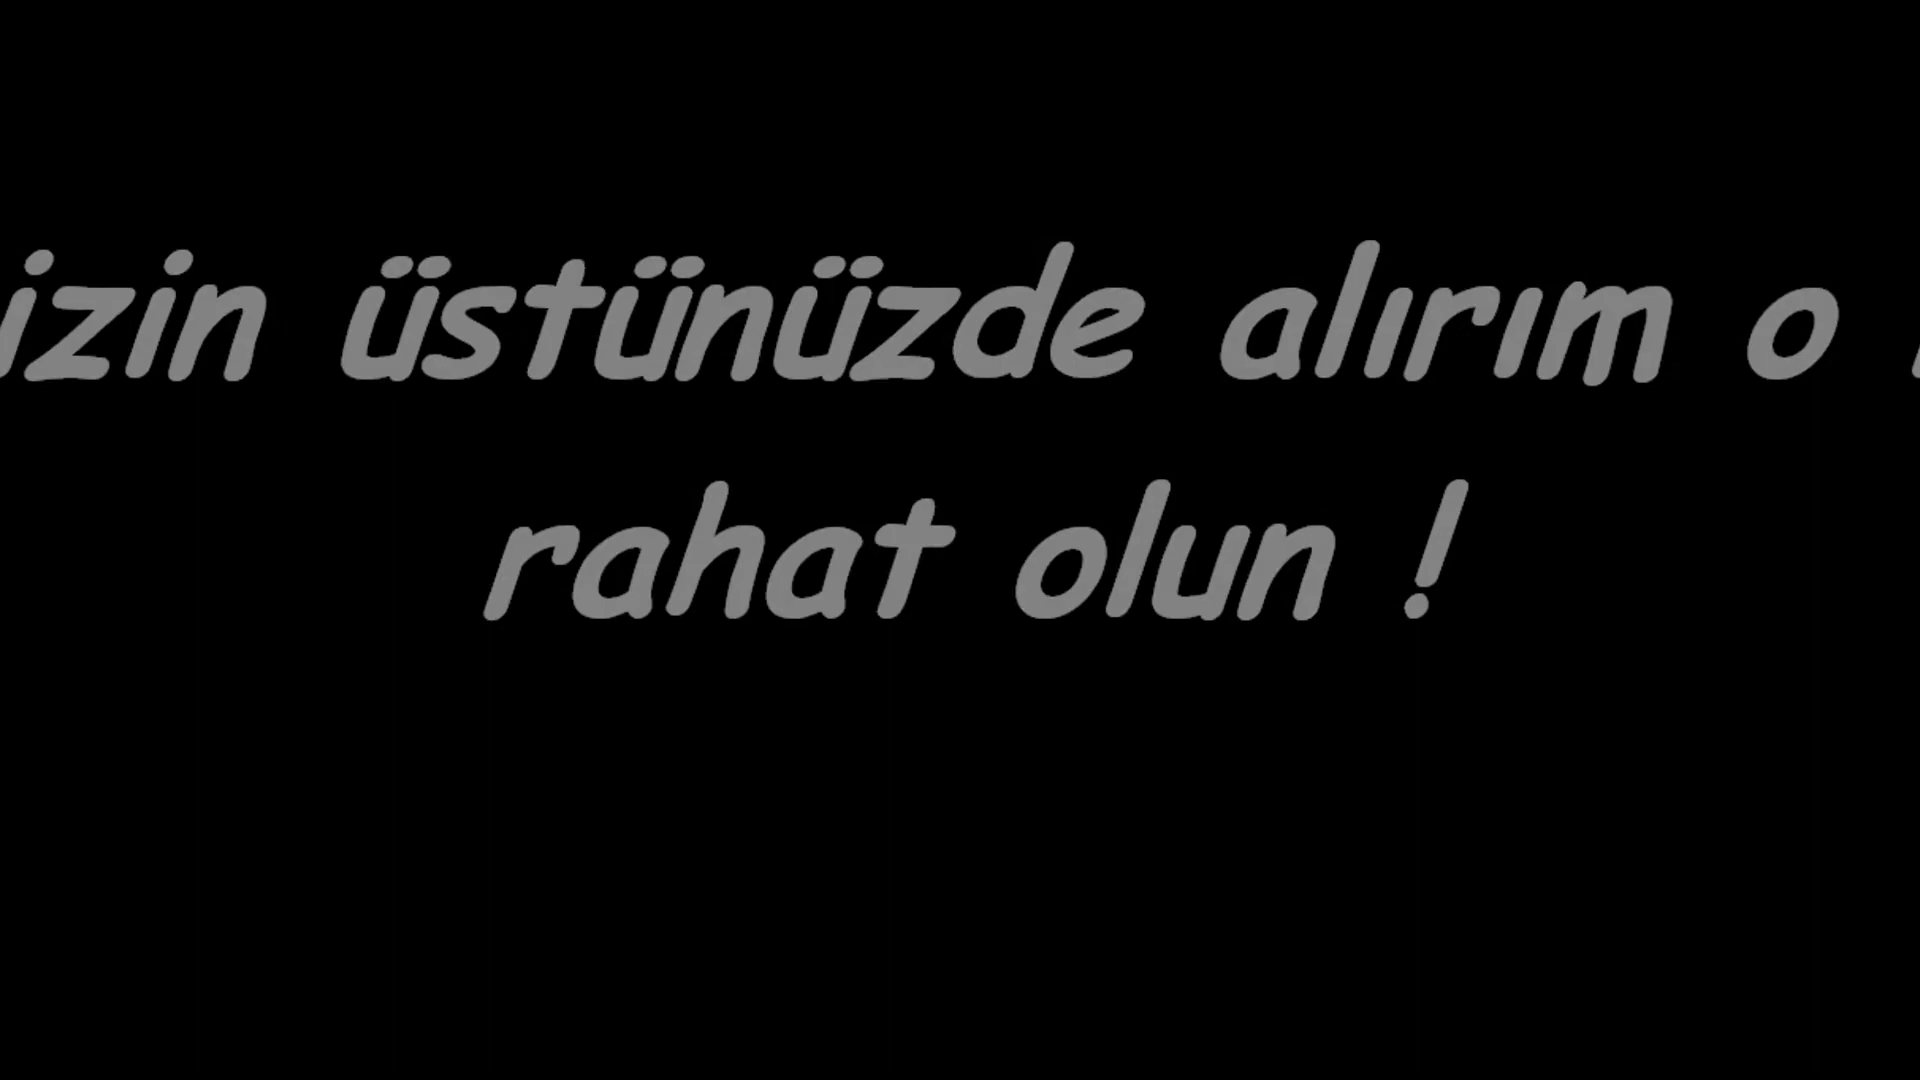 izin üstünüzde alırım o
rahat olun !